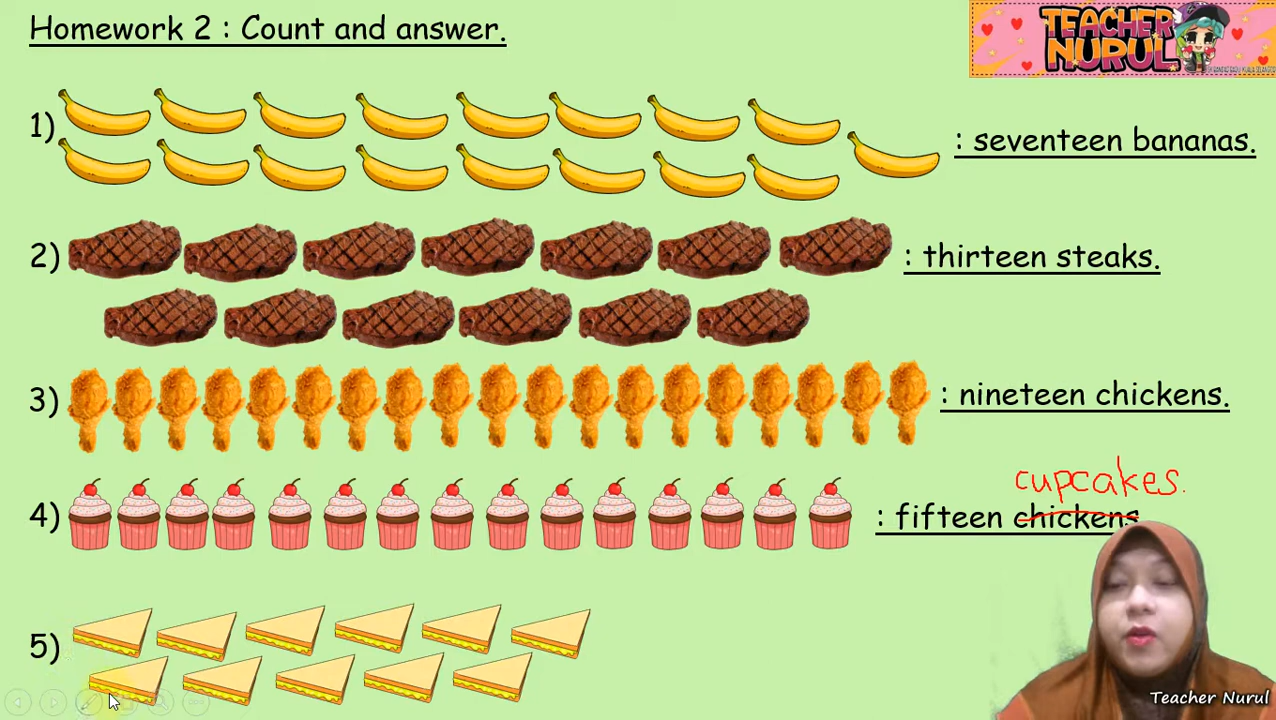 Homework 2 : Count and answer.
TEACHER
NURUL
1)
: seventeen bananas.
2)
: thirteen steaks.
3)
: nineteen chickens.
cupcakes.
4)
: fifteen chickens
5)
Teacher Nurul